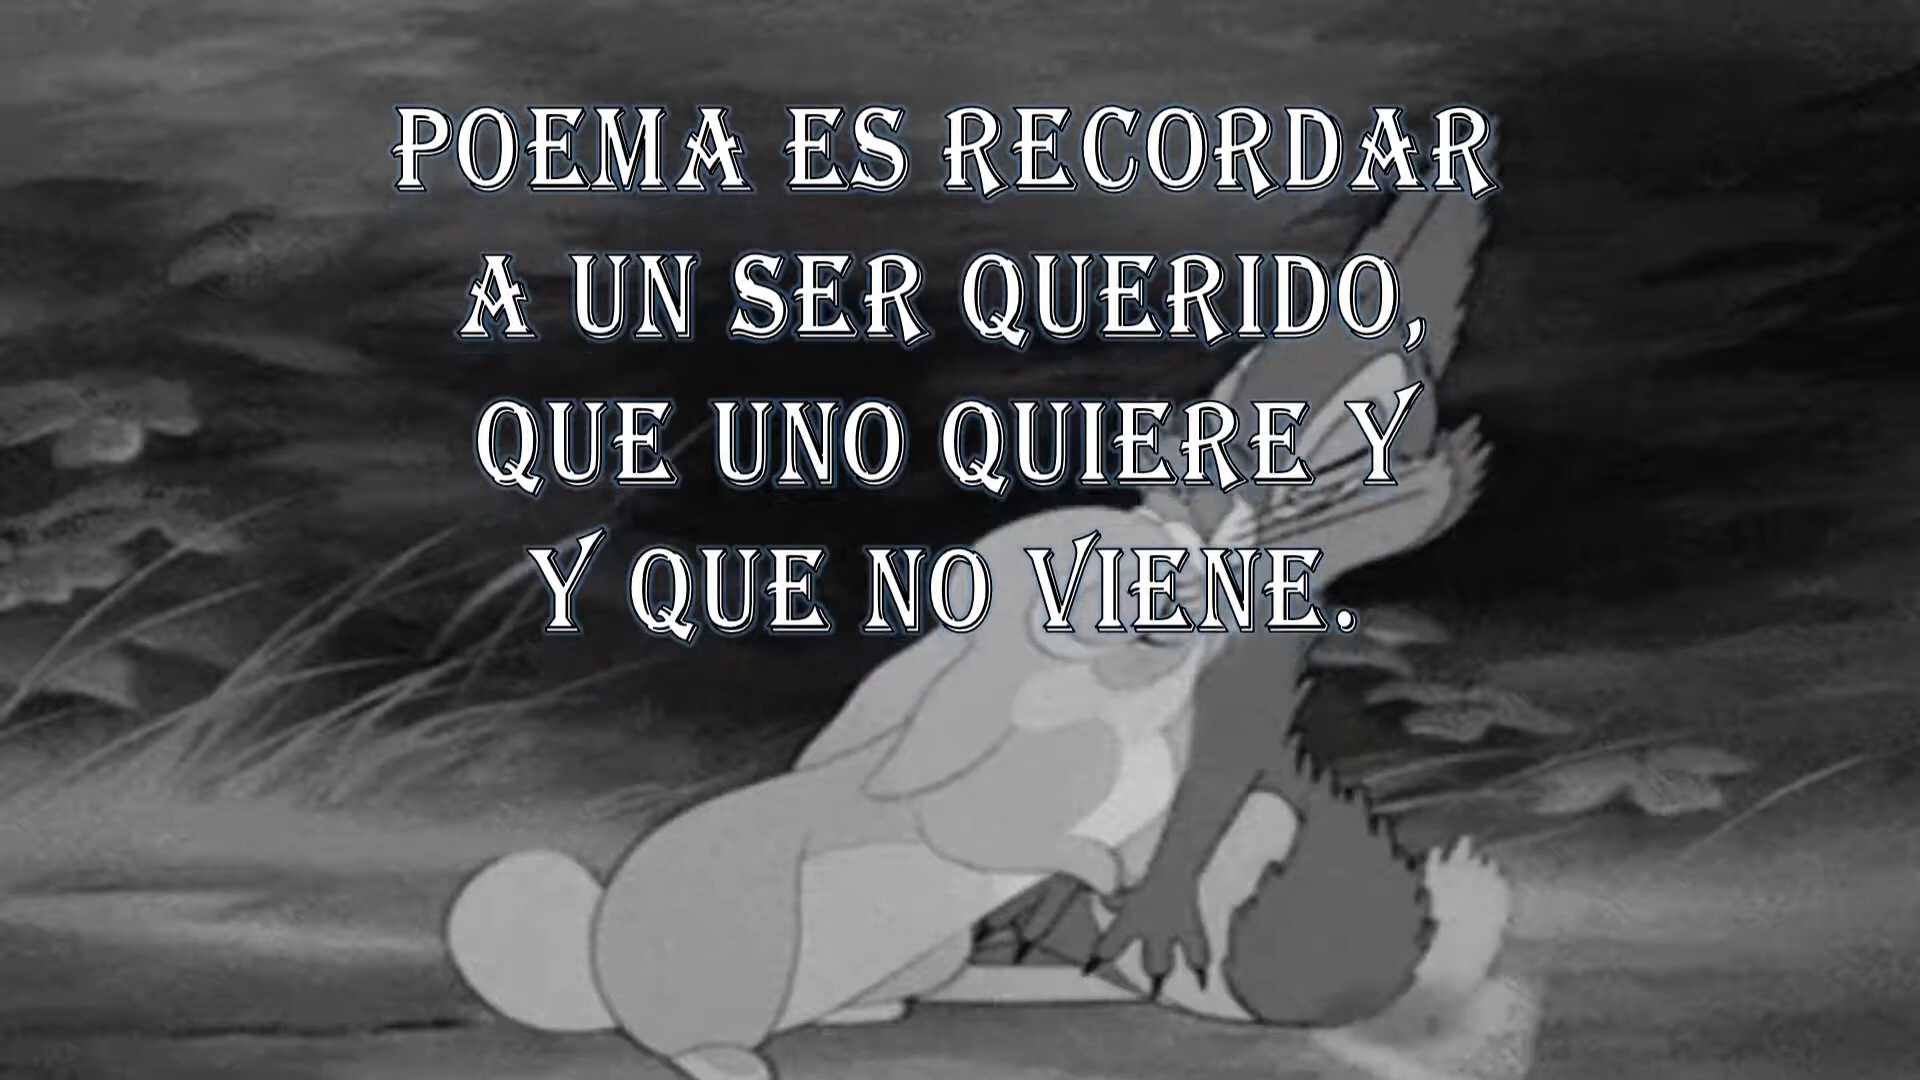 POEMA ES RECORDAR
A UN SER QUERIDO,
QUE UNO QUIERE Y
Y QUE NO VIENE.